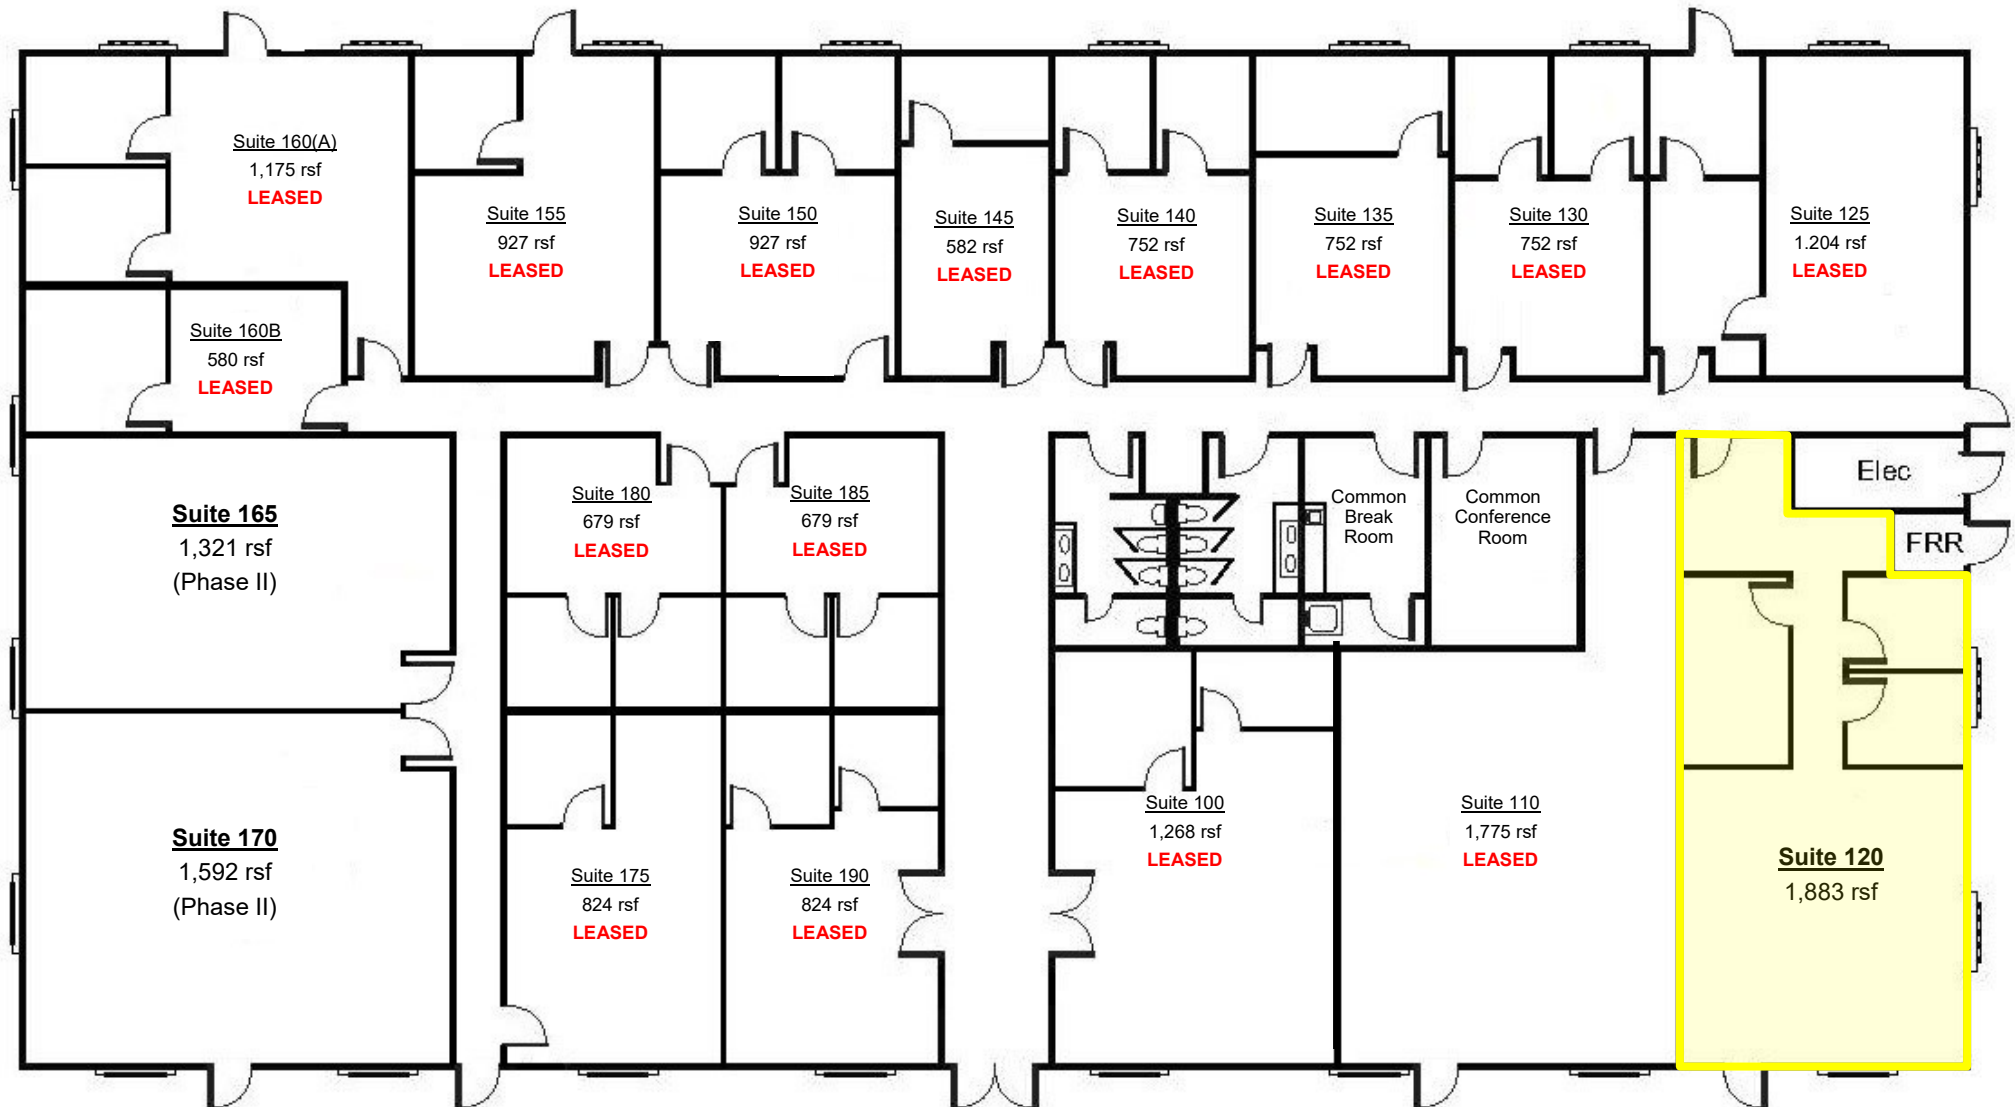 Suite 160(A)
1,175 rsf
LEASED
Suite 155
927 rsf
LEASED
Suite 150
927 rsf
LEASED
Suite 145
582 rsf
LEASED
Suite 140
752 rsf
LEASED
Suite 135
752 rsf
LEASED
Suite 130
752 rsf
LEASED
Suite 125
1.204 rsf
LEASED
Suite 160B
580 rsf
LEASED
Suite 165
1,321 rsf
(Phase II)
Suite 180
679 rsf
LEASED
Suite 185
679 rsf
LEASED
Common
Break
Room
Common
Conference
Room
Elec
FRR
Suite 170
1,592 rsf
(Phase II)
Suite 175
824 rsf
LEASED
Suite 190
824 rsf
LEASED
Suite 100
1,268 rsf
LEASED
Suite 110
1,775 rsf
LEASED
Suite 120
1,883 rsf